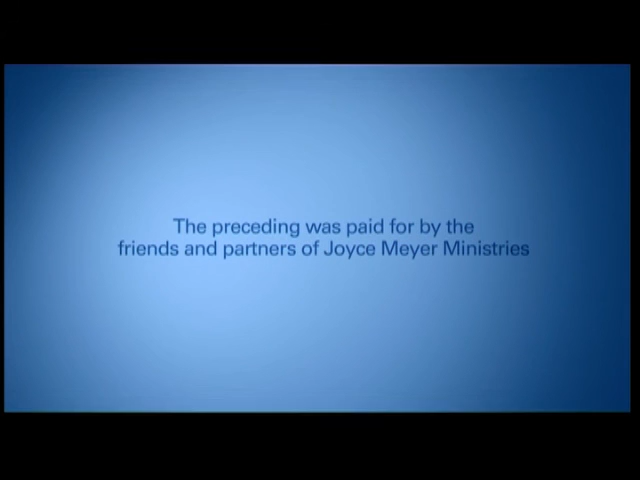 The preceding was paid for by the
friends and partners of Joyce Meyer Ministries